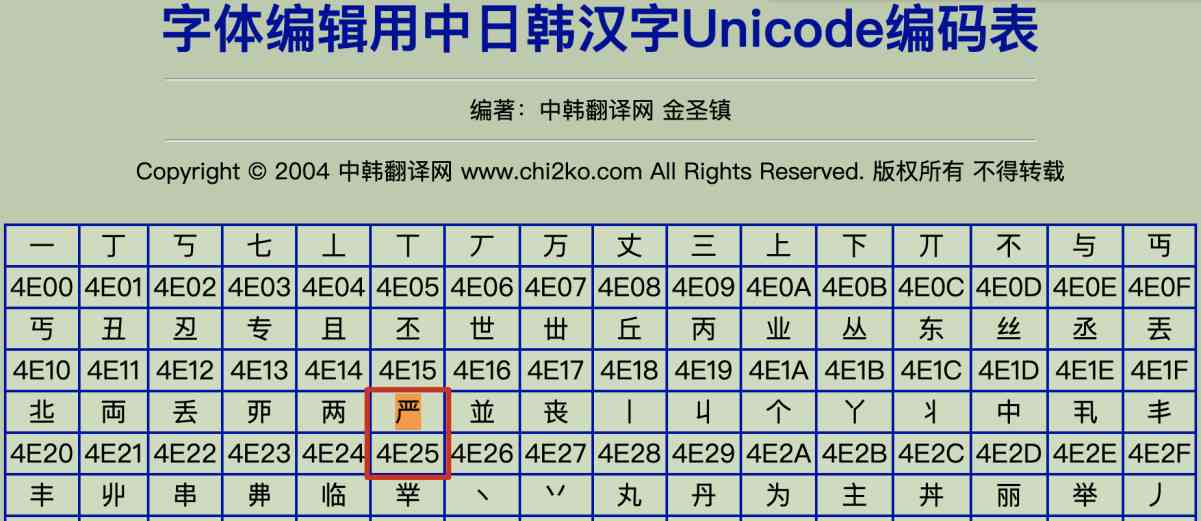 字体编辑用中日韩汉字Unicode编码表
编著：中韩翻译网 金圣镇
Copyright © 2004 中韩翻译网 www.chi2ko.com All Rights Reserved. 版权所有 不得转载
一 丁 丂 七 丄 丅 丆 万 丈 三 上 下 丌 不 与 丏
4E00 4E01 4E02 4E03 4E04 4E05 4E06 4E07 4E08 4E09 4E0A 4E0B 4E0C 4E0D 4E0E 4E0F
丐 丑 丒 专 且 丕 世 丗 丘 丙 业 丛 东 丝 丞 丟
4E10 4E11 4E12 4E13 4E14 4E15 4E16 4E17 4E18 4E19 4E1A 4E1B 4E1C 4E1D 4E1E 4E1F
丠 両 丢 丣 两 严 並 丧 丨 丩 个 丫 丬 中 丮 丯
4E20 4E21 4E22 4E23 4E24 4E25 4E26 4E27 4E28 4E29 4E2A 4E2B 4E2C 4E2D 4E2E 4E2F
丰 丱 串 丳 临 丵 丶 丷 丸 丹 为 主 丼 丽 举 丿